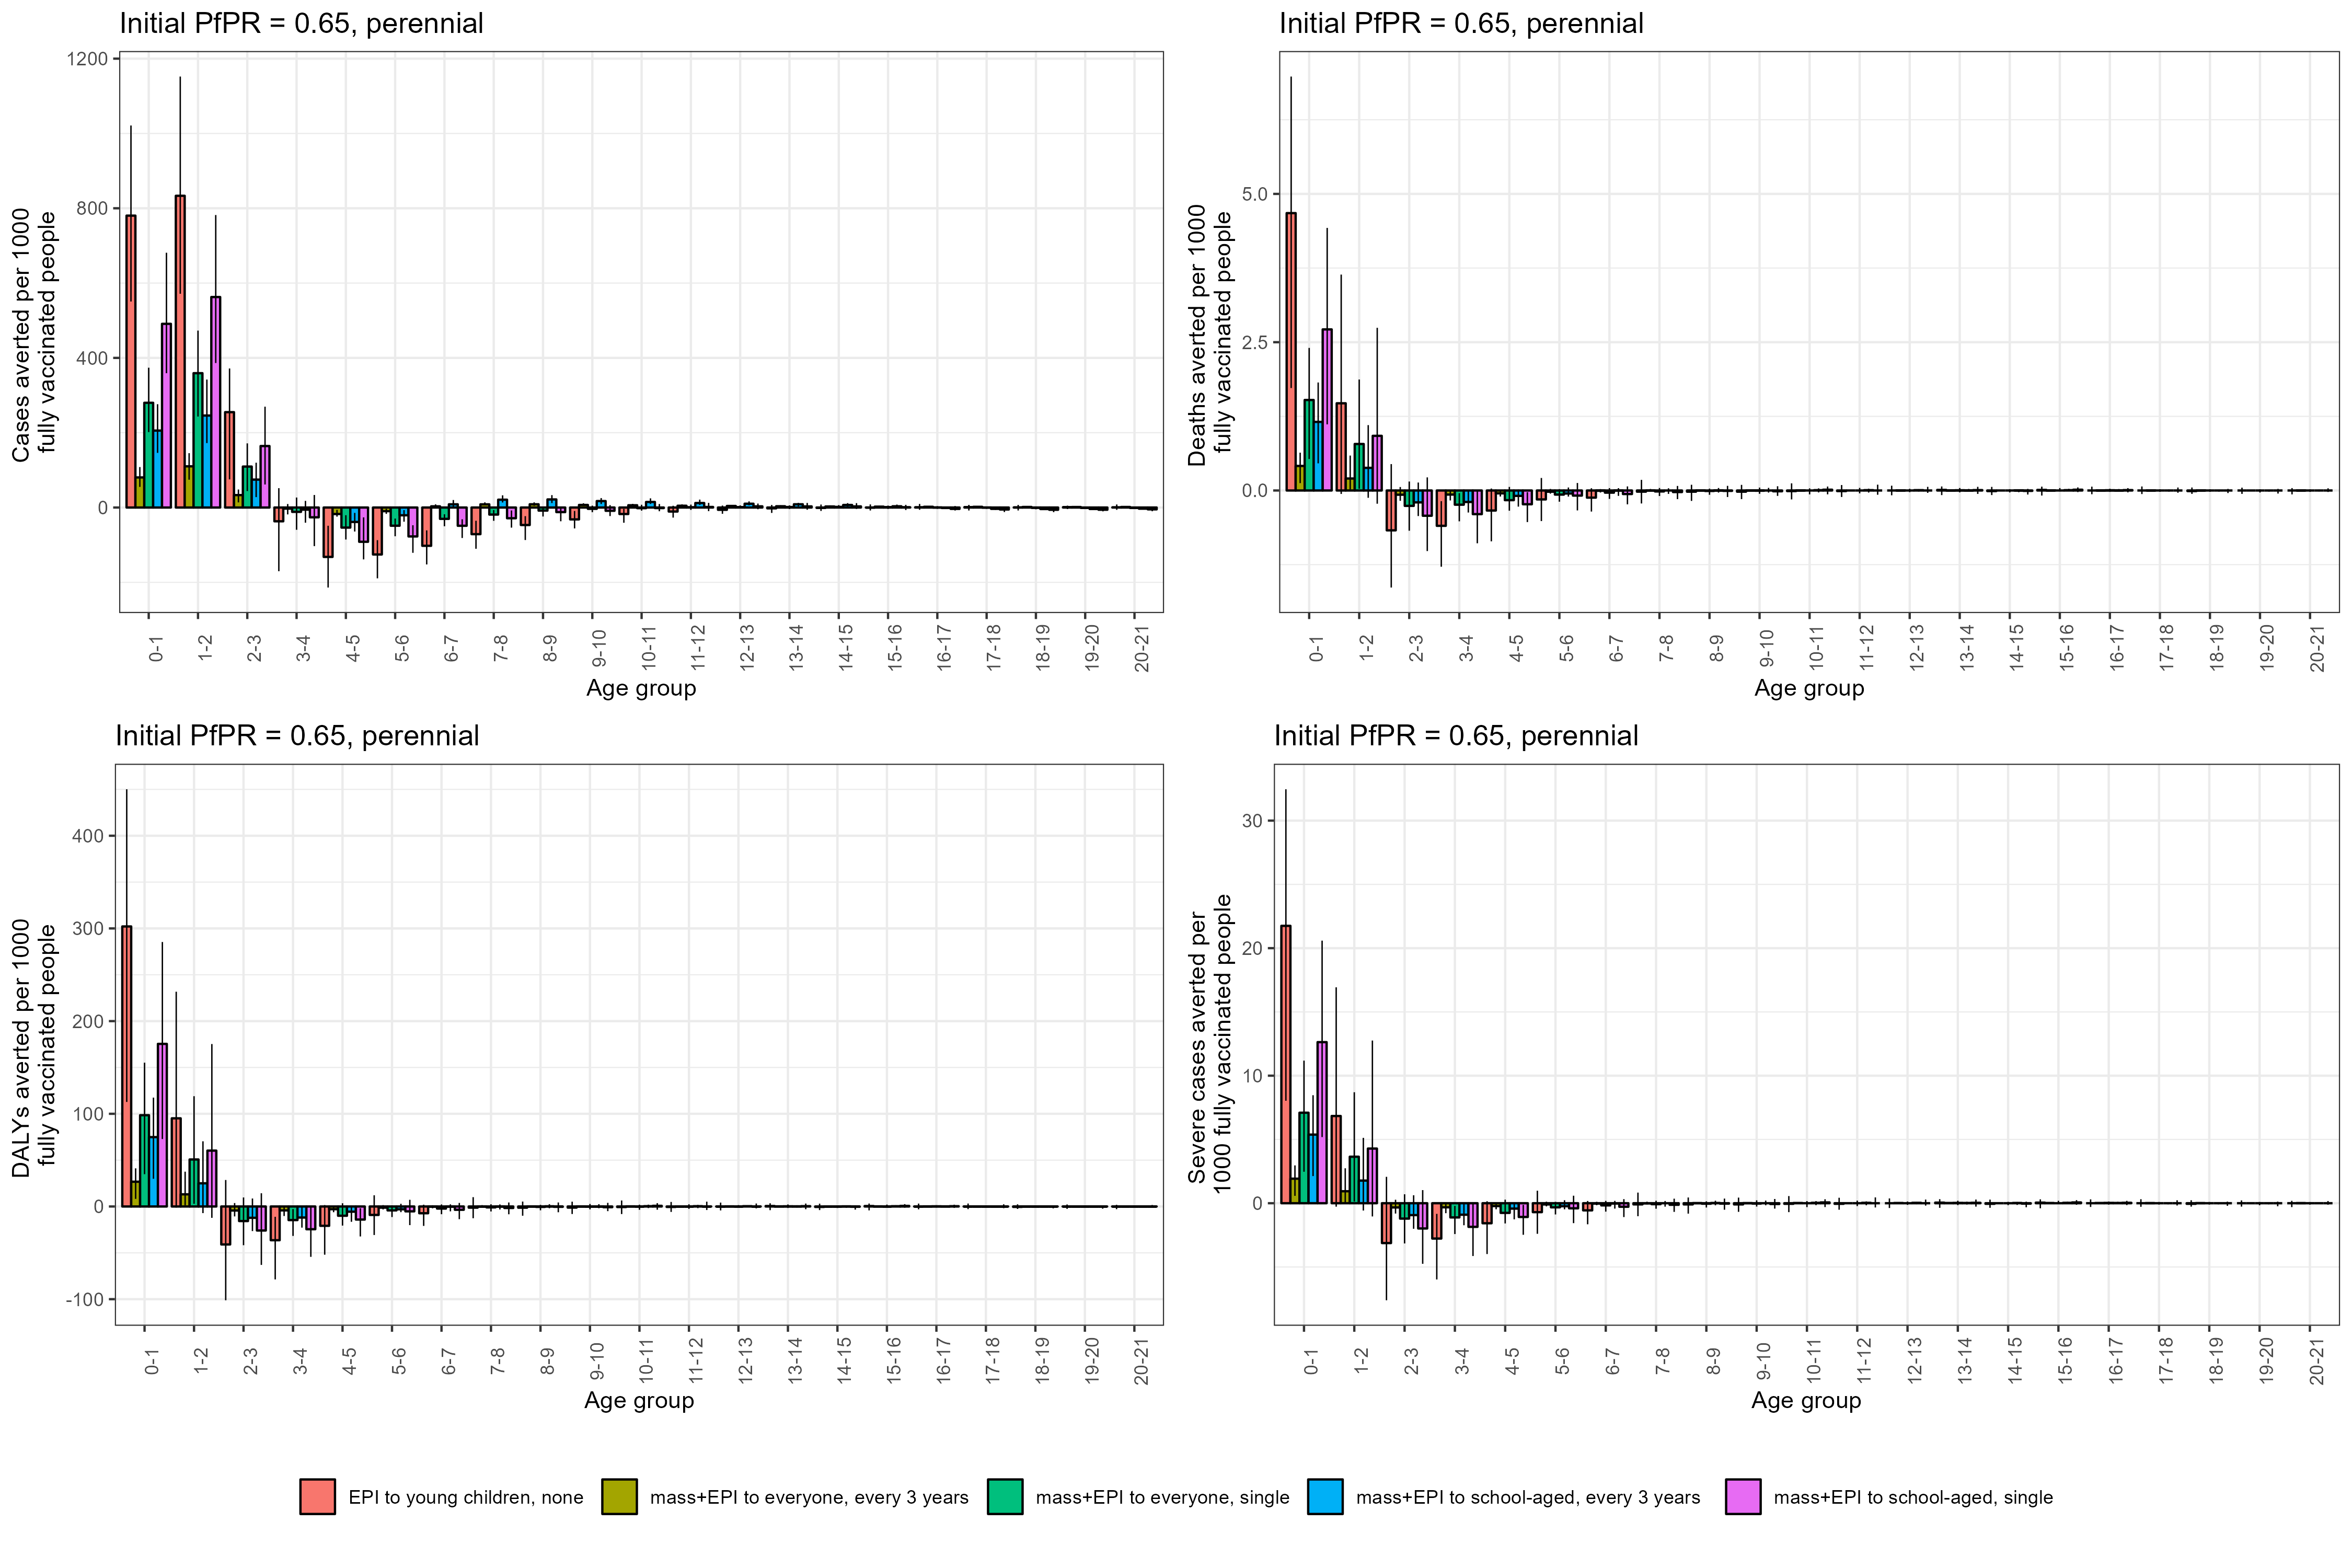 Initial PfPR = 0.65, perennial
Cases averted per 1000
fully vaccinated people
1200
800
400
0
0-1 1-2 2-3 3-4 4-5 5-6 6-7 7-8 8-9 9-10 10-11 11-12 12-13 13-14 14-15 15-16 16-17 17-18 18-19 19-20 20-21
Age group
Initial PfPR = 0.65, perennial
Deaths averted per 1000
fully vaccinated people
5.0
2.5
0.0
0-1 1-2 2-3 3-4 4-5 5-6 6-7 7-8 8-9 9-10 10-11 11-12 12-13 13-14 14-15 15-16 16-17 17-18 18-19 19-20 20-21
Age group
Initial PfPR = 0.65, perennial
DALYs averted per 1000
fully vaccinated people
400
300
200
100
0
-100
0-1 1-2 2-3 3-4 4-5 5-6 6-7 7-8 8-9 9-10 10-11 11-12 12-13 13-14 14-15 15-16 16-17 17-18 18-19 19-20 20-21
Age group
Initial PfPR = 0.65, perennial
Severe cases averted per
1000 fully vaccinated people
30
20
10
0
0-1 1-2 2-3 3-4 4-5 5-6 6-7 7-8 8-9 9-10 10-11 11-12 12-13 13-14 14-15 15-16 16-17 17-18 18-19 19-20 20-21
Age group
EPI to young children, none mass+EPI to everyone, every 3 years mass+EPI to everyone, single mass+EPI to school-aged, every 3 years mass+EPI to school-aged, single